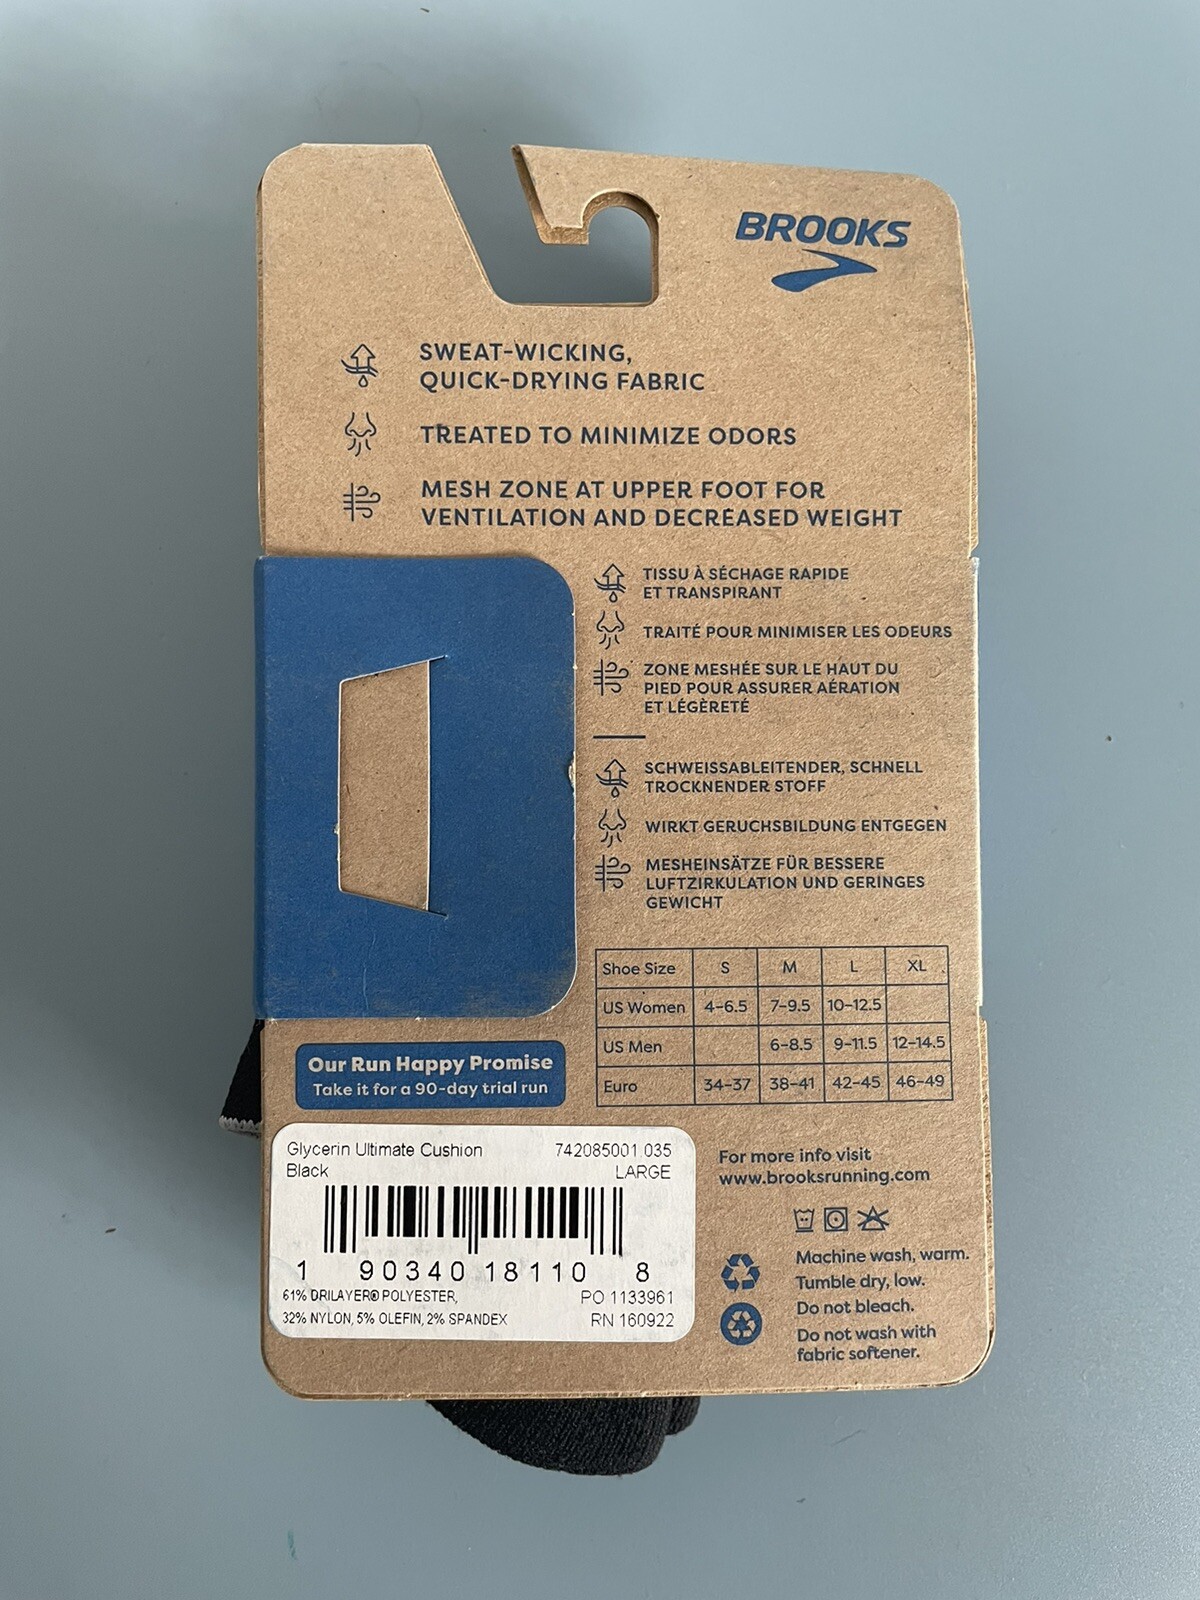 BROOKS
SWEAT-WICKING,
QUICK-DRYING FABRIC
TREATED TO MINIMIZE ODORS
MESH ZONE AT UPPER FOOT FOR
VENTILATION AND DECREASED WEIGHT
TISSU À SÉCHAGE RAPIDE
ET TRANSPIRANT
TRAITÉ POUR MINIMISER LES ODEURS
ZONE MESHÉE SUR LE HAUT DU
PIED POUR ASSURER AÉRATION
ET LÉGÈRETÉ
SCHWEISSABLEITENDER, SCHNELL
TROCKNENDER STOFF
WIRKT GERUCHSBILDUNG ENTGEGEN
MESHEINSÄTZE FÜR BESSERE
LUFTZIRKULATION UND GERINGES
GEWICHT
Shoe Size S M L XL
US Women 4-6.5 7-9.5 10-12.5
US Men 6-8.5 9-11.5 12-14.5
Euro 34-37 38-41 42-45 46-49
Our Run Happy Promise
Take it for a 90-day trial run
Glycerin Ultimate Cushion 742085001.035
Black LARGE
1 90340 18110 8
61% DRILAYER® POLYESTER, PO 1133961
32% NYLON, 5% OLEFIN, 2% SPANDEX RN 160922
For more info visit
www.brooksrunning.com
Machine wash, warm.
Tumble dry, low.
Do not bleach.
Do not wash with
fabric softener.